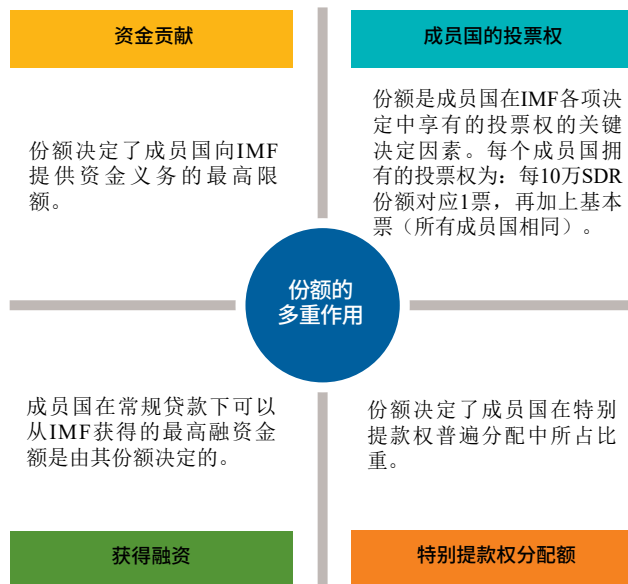 资金贡献
份额决定了成员国向IMF
提供资金义务的最高限
额。
成员国的投票权
份额是成员国在IMF各项决
定中享有的投票权的关键
决定因素。每个成员国拥
有的投票权为：每10万SDR
份额对应1票，再加上基本
票（所有成员国相同）。
份额的
多重作用
成员国在常规贷款下可以
从IMF获得的最高融资金
额是由其份额决定的。
获得融资
份额决定了成员国在特别
提款权普遍分配中所占比
重。
特别提款权分配额